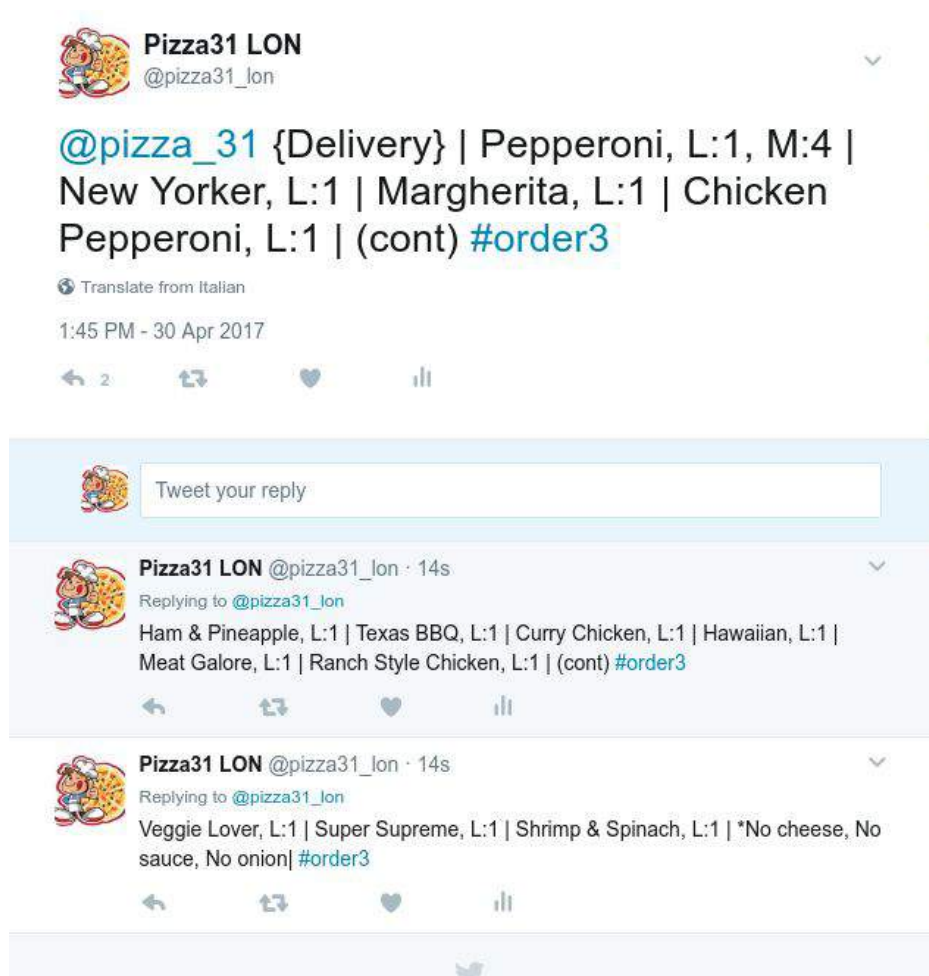 Pizza31 LON
@pizza31_lon
@pizza_31 {Delivery} | Pepperoni, L:1, M:4 |
New Yorker, L:1 | Margherita, L:1 | Chicken
Pepperoni, L:1 | (cont) #order3
Translate from Italian
1:45 PM - 30 Apr 2017
2
Tweet your reply
Pizza31 LON @pizza31_lon · 14s
Replying to @pizza31_lon
Ham & Pineapple, L:1 | Texas BBQ, L:1 | Curry Chicken, L:1 | Hawaiian, L:1 |
Meat Galore, L:1 | Ranch Style Chicken, L:1 | (cont) #order3
Pizza31 LON @pizza31_lon · 14s
Replying to @pizza31_lon
Veggie Lover, L:1 | Super Supreme, L:1 | Shrimp & Spinach, L:1 | *No cheese, No
sauce, No onion| #order3